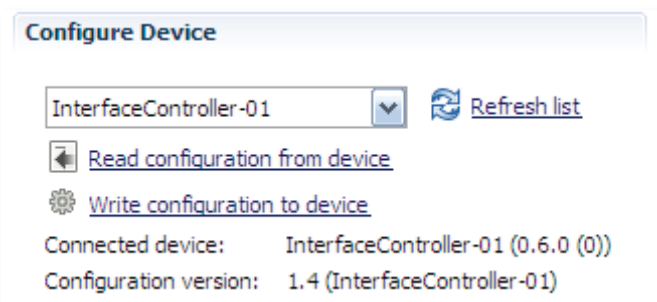 Configure Device
InterfaceController-01 Refresh list
Read configuration from device
Write configuration to device
Connected device: InterfaceController-01 (0.6.0 (0))
Configuration version: 1.4 (InterfaceController-01)